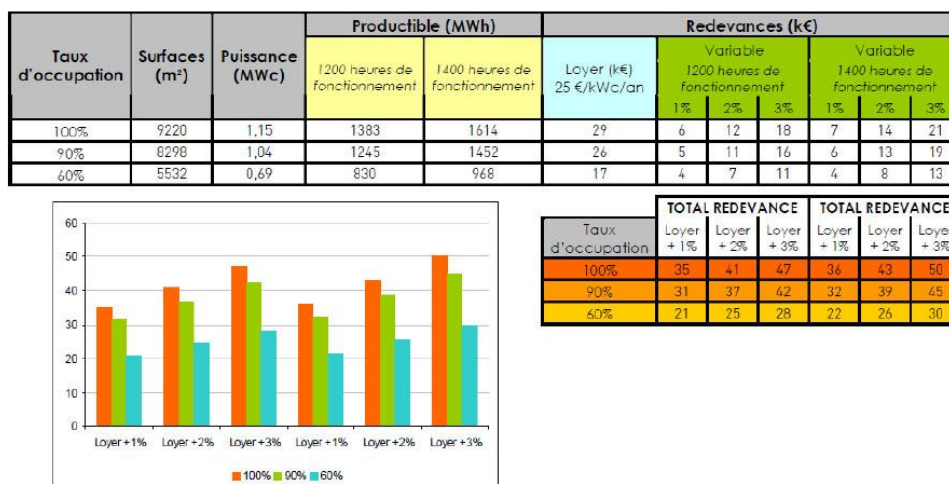 Productible (MWh) Redevances (k€)
Taux d'occupation Surfaces (m²) Puissance (MWc) 1200 heures de fonctionnement 1400 heures de fonctionnement Loyer (k€) 25 €/kWc/an Variable 1200 heures de fonctionnement Variable 1400 heures de fonctionnement
1% 2% 3% 1% 2% 3%
100% 9220 1,15 1383 1614 29 6 12 18 7 14 21
90% 8298 1,04 1245 1452 26 5 11 16 6 13 19
60% 5532 0,69 830 968 17 4 7 11 4 8 13
TOTAL REDEVANCE TOTAL REDEVANCE
Taux d'occupation Loyer + 1% Loyer + 2% Loyer + 3% Loyer + 1% Loyer + 2% Loye + 3%
100% 35 41 47 36 43 50
90% 31 37 42 32 39 45
60% 21 25 28 22 26 30
60
50
40
30
20
10
0
Loyer +1% Loyer +2% Loyer +3% Loyer +1% Loyer +2% Loyer +3%
100% 90% 60%